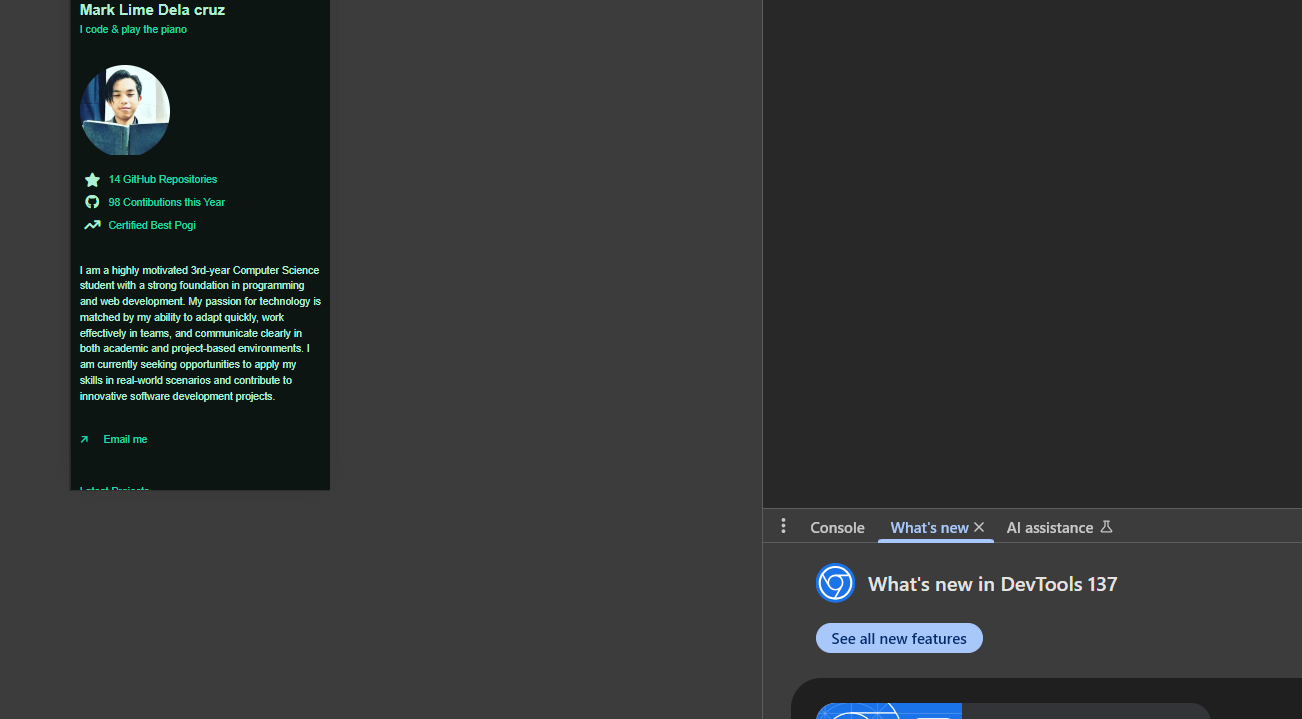 Mark Lime Dela cruz
I code & play the piano
14 GitHub Repositories
98 Contibutions this Year
Certified Best Pogi
I am a highly motivated 3rd-year Computer Science
student with a strong foundation in programming
and web development. My passion for technology is
matched by my ability to adapt quickly, work
effectively in teams, and communicate clearly in
both academic and project-based environments. I
am currently seeking opportunities to apply my
skills in real-world scenarios and contribute to
innovative software development projects.
Email me
Latest Projects
Console
What's new
AI assistance
What's new in DevTools 137
See all new features